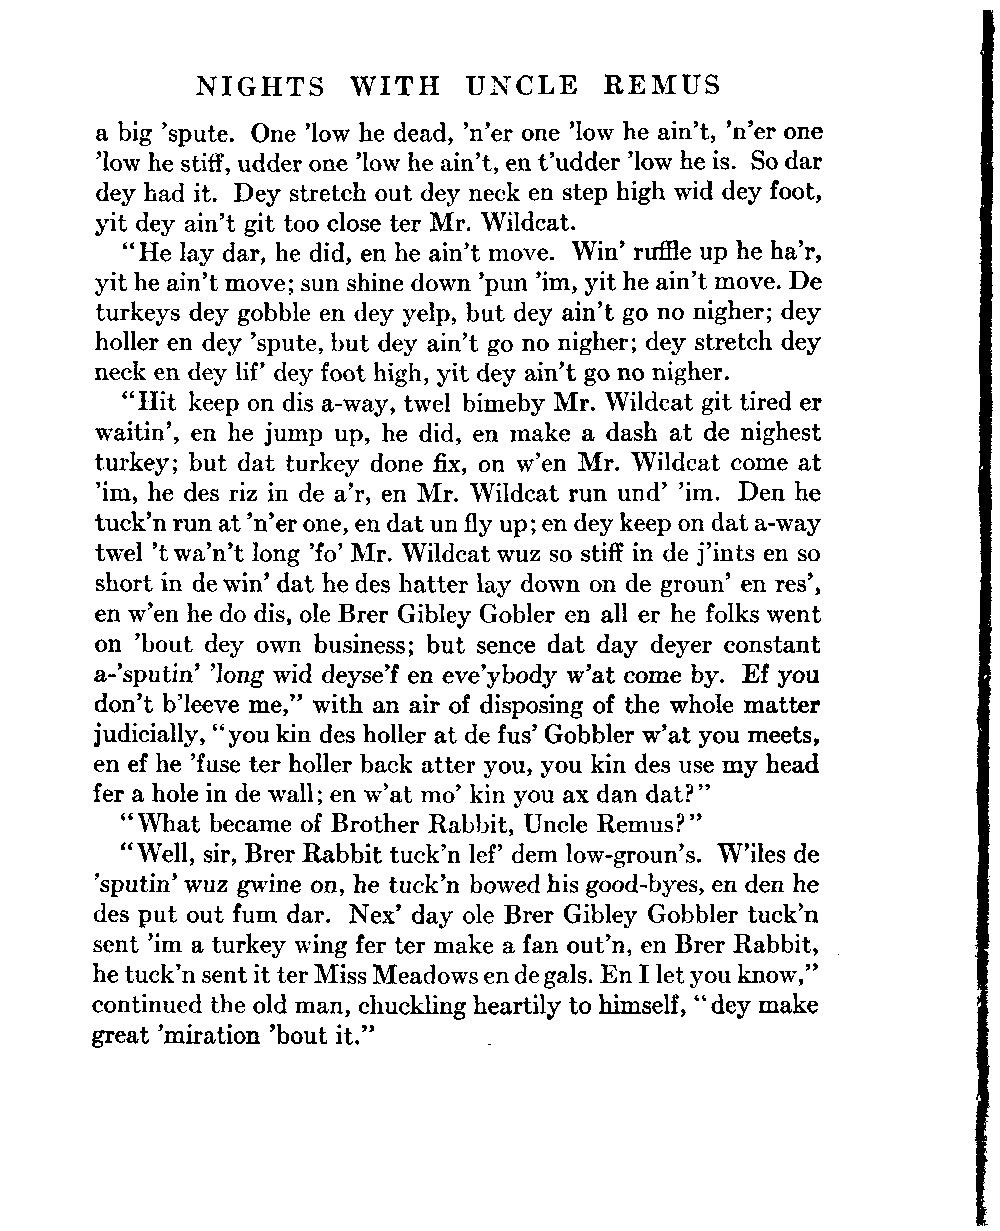 NIGHTS WITH UNCLE REMUS
a big 'spute. One 'low he dead, 'n'er one 'low he ain't, 'n'er one
'low he stiff, udder one 'low he ain't, en t'udder 'low he is. So dar
dey had it. Dey stretch out dey neck en step high wid dey foot,
yit dey ain't git too close ter Mr. Wildcat.
"He lay dar, he did, en he ain't move. Win' ruffle up he ha'r,
yit he ain't move; sun shine down 'pun 'im, yit he ain't move. De
turkeys dey gobble en dey yelp, but dey ain't go no nigher; dey
holler en dey 'spute, but dey ain't go no nigher; dey stretch dey
neck en dey lif' dey foot high, yit dey ain't go no nigher.
"Hit keep on dis a-way, twel bimeby Mr. Wildcat git tired er
waitin', en he jump up, he did, en make a dash at de nighest
turkey; but dat turkey done fix, on w'en Mr. Wildcat come at
'im, he des riz in de a'r, en Mr. Wildcat run und' 'im. Den he
tuck'n run at 'n'er one, en dat un fly up; en dey keep on dat a-way
twel 't wa'n't long 'fo' Mr. Wildcat wuz so stiff in de j'ints en so
short in de win' dat he des hatter lay down on de groun' en res',
en w'en he do dis, ole Brer Gibley Gobler en all er he folks went
on 'bout dey own business; but sence dat day deyer constant
a-'sputin' 'long wid deyse'f en eve'ybody w'at come by. Ef you
don't b'leeve me," with an air of disposing of the whole matter
judicially, "you kin des holler at de fus' Gobbler w'at you meets,
en ef he 'fuse ter holler back atter you, you kin des use my head
fer a hole in de wall; en w'at mo' kin you ax dan dat?"
"What became of Brother Rabbit, Uncle Remus?"
"Well, sir, Brer Rabbit tuck'n lef' dem low-groun's. W'iles de
'sputin' wuz gwine on, he tuck'n bowed his good-byes, en den he
des put out fum dar. Nex' day ole Brer Gibley Gobbler tuck'n
sent 'im a turkey wing fer ter make a fan out'n, en Brer Rabbit,
he tuck'n sent it ter Miss Meadows en de gals. En I let you know,"
continued the old man, chuckling heartily to himself, "dey make
great 'miration 'bout it."